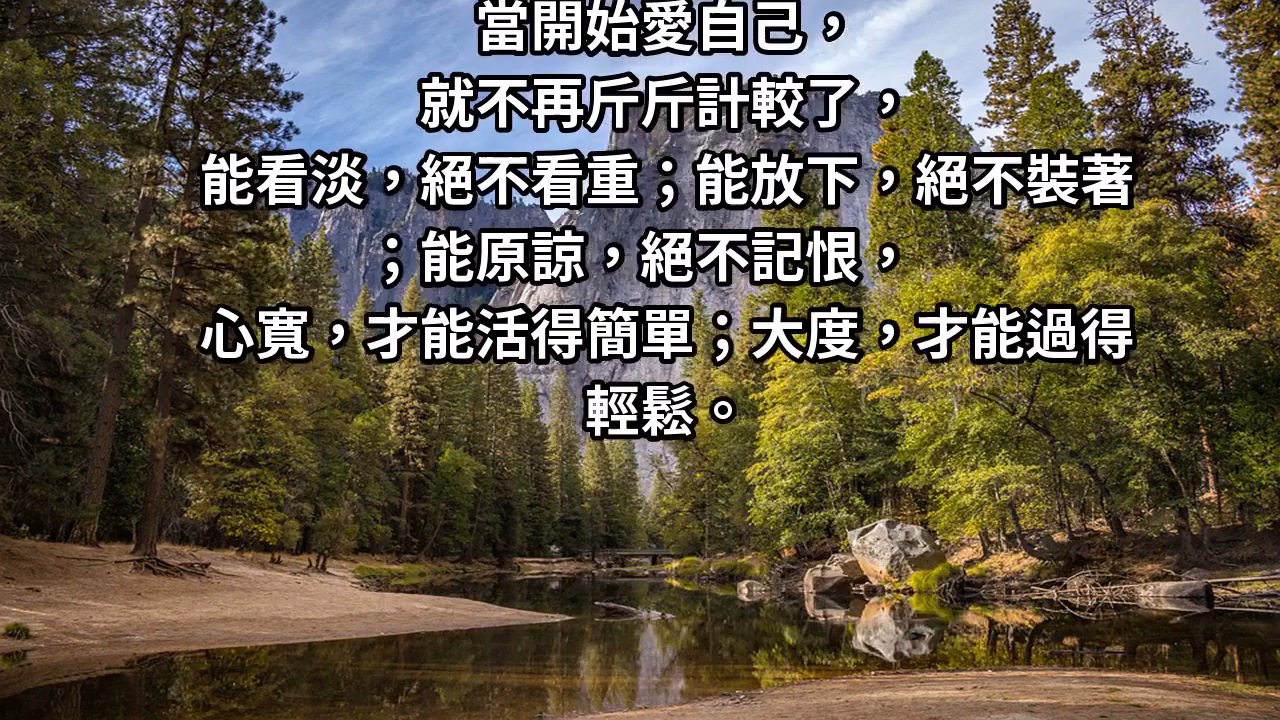 當開始愛自己，
就不再斤斤計較了，
能看淡，絕不看重；能放下，絕不裝著
；能原諒，絕不記恨，
心寬，才能活得簡單；大度，才能過得
輕鬆。